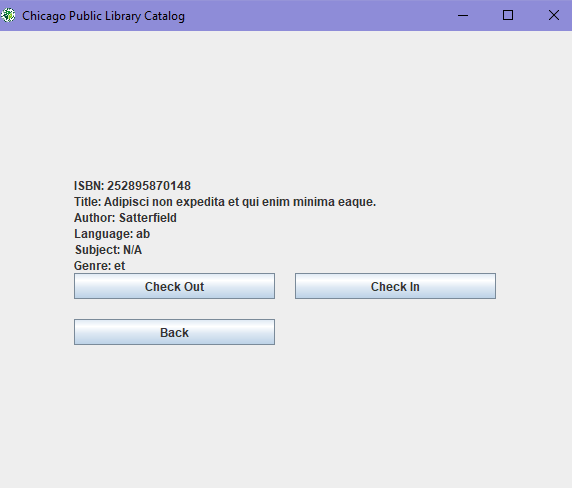 Chicago Public Library Catalog
ISBN: 252895870148
Title: Adipisci non expedita et qui enim minima eaque.
Author: Satterfield
Language: ab
Subject: N/A
Genre: et
Check Out
Check In
Back